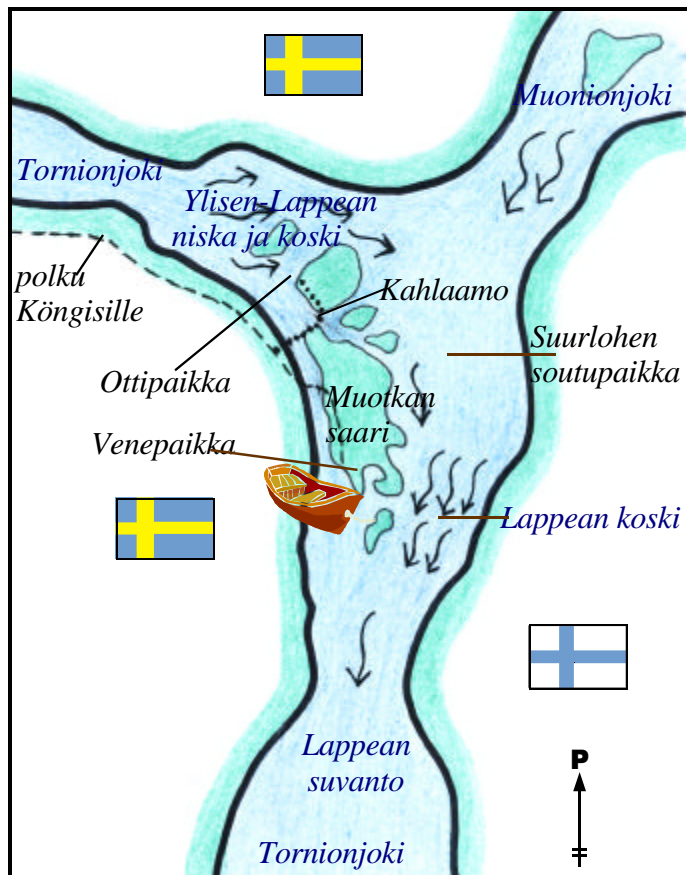 Muonionjoki
Tornionjoki
Ylisen-Lappean
niska ja koski
polku
Köngisille
Kahlaamo
Suurlohen
soutupaikka
Ottipaikka
Muotkan
saari
Venepaikka
Lappean koski
Lappean
suvanto
P
Tornionjoki